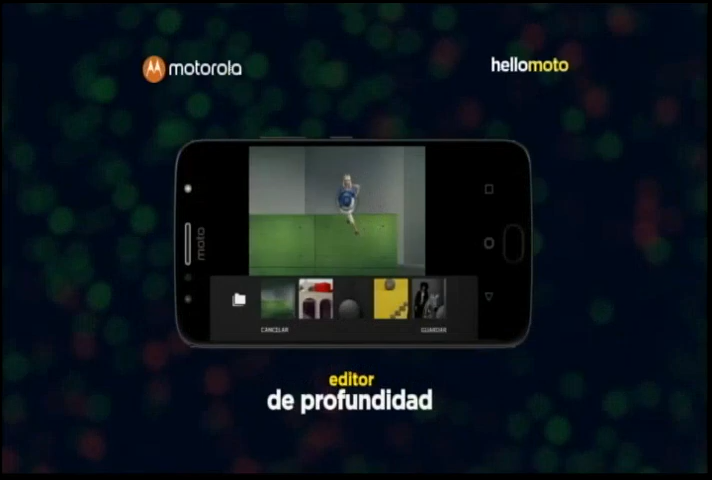 motorola
hellomoto
moto
CANCELAR
GUARDAR
editor
de profundidad